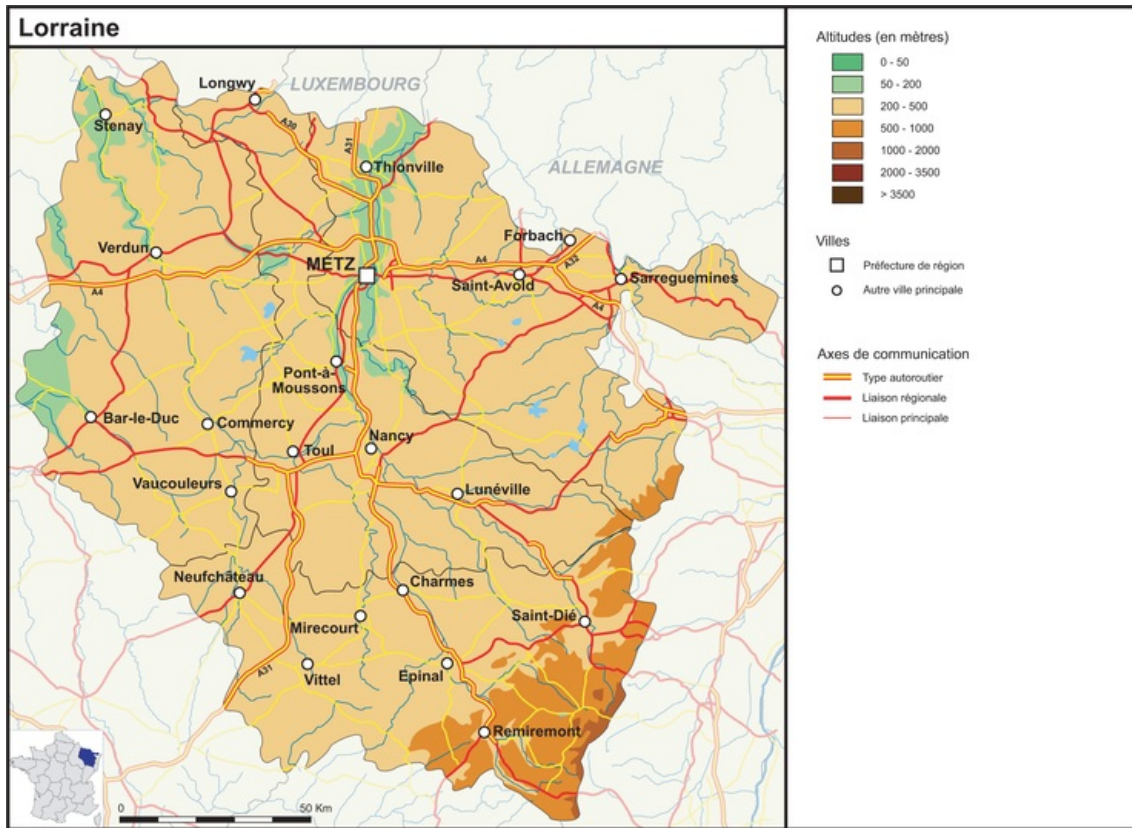 Lorraine
Longwy
LUXEMBOURG
Stenay
A30
A31
Thionville
ALLEMAGNE
Verdun
Forbach
METZ
A4
A32
Saint-Avold
Sarreguemines
A4
A4
Pont-à-
Moussons
Bar-le-Duc
Commercy
Toul
Nancy
Vaucouleurs
Lunéville
Neufchâteau
Charmes
Mirecourt
Saint-Dié
Vittel
Epinal
A31
Remiremont
0
50 Km
Altitudes (en mètres)
0 - 50
50 - 200
200 - 500
500 - 1000
1000 - 2000
2000 - 3500
> 3500
Villes
Préfecture de région
Autre ville principale
Axes de communication
Type autoroutier
Liaison régionale
Liaison principale